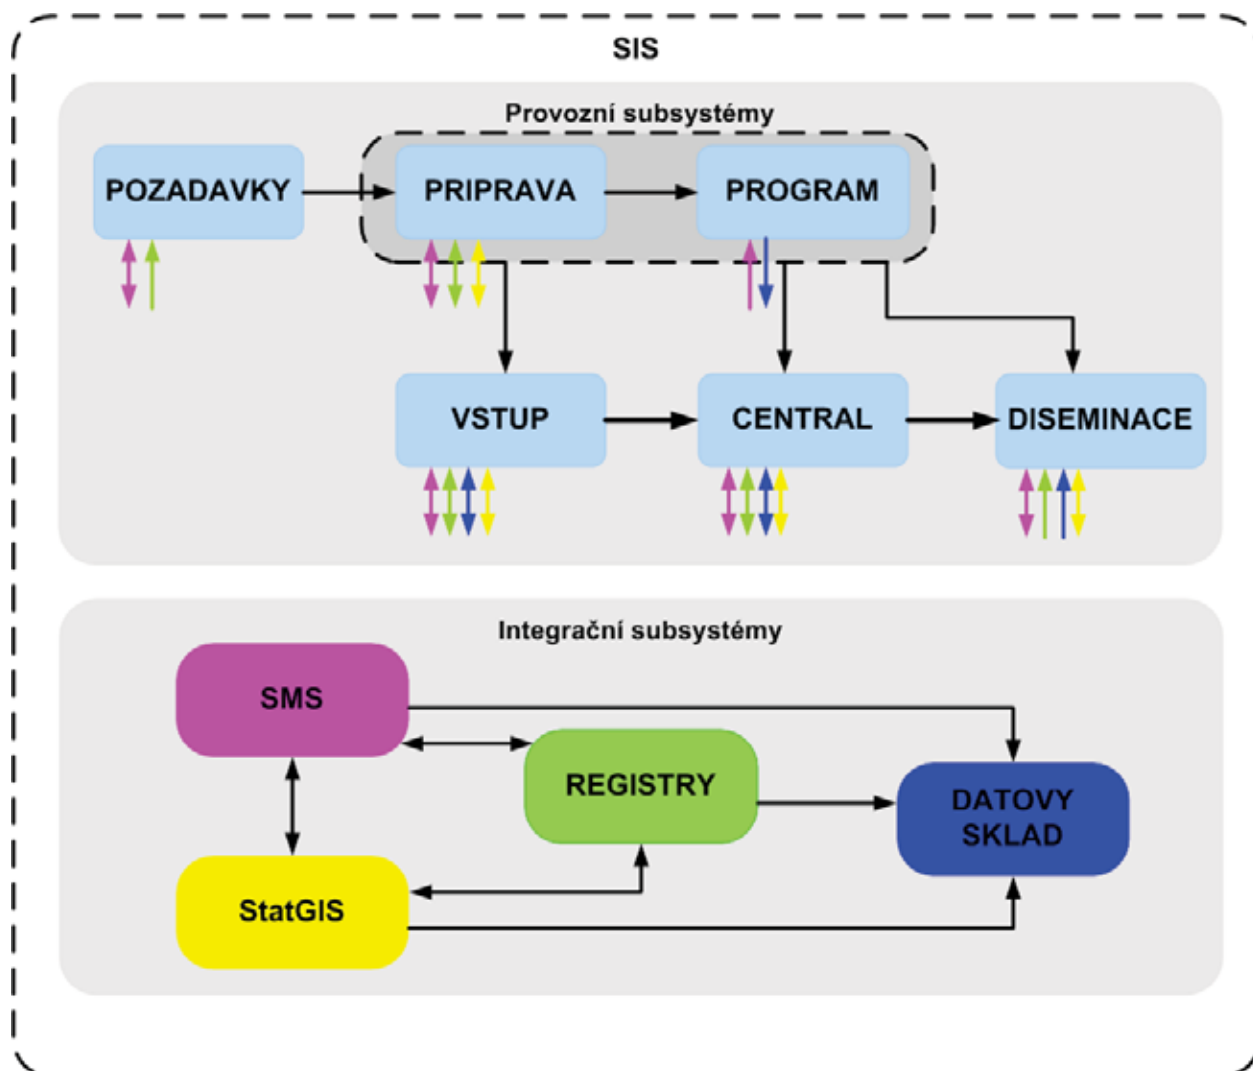 SIS
Provozní subsystémy
POZADAVKY
PRIPRAVA
PROGRAM
VSTUP
CENTRAL
DISEMINACE
Integrační subsystémy
SMS
REGISTRY
DATOVY
SKLAD
StatGIS